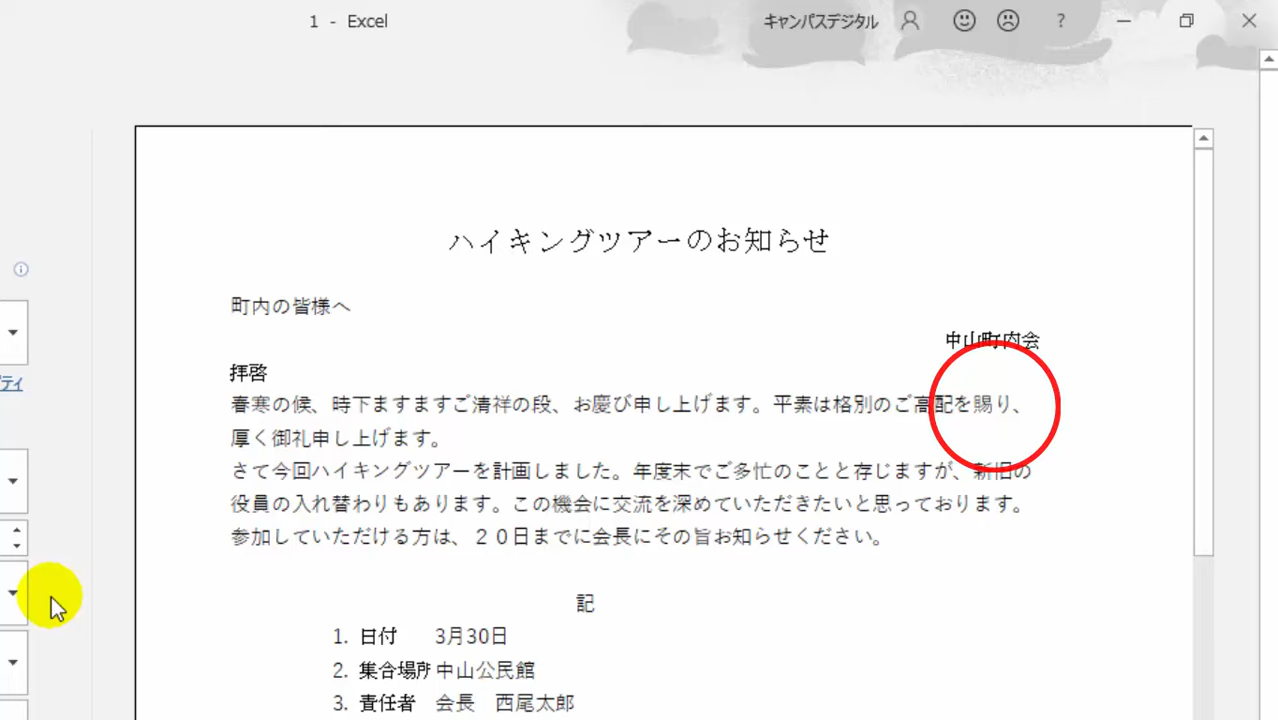 1 - Excel
キャンパスデジタル
?
ハイキングツアーのお知らせ
町内の皆様へ
中山町内会
拝啓
春寒の候、時下ますますご清祥の段、お慶び申し上げます。平素は格別のご高配を賜り、
厚く御礼申し上げます。
さて今回ハイキングツアーを計画しました。年度末でご多忙のことと存じますが、新旧の
役員の入れ替わりもあります。この機会に交流を深めていただきたいと思っております。
参加していただける方は、２０日までに会長にその旨お知らせください。
記
1. 日付 3月30日
2. 集合場所 中山公民館
3. 責任者 会長 西尾太郎